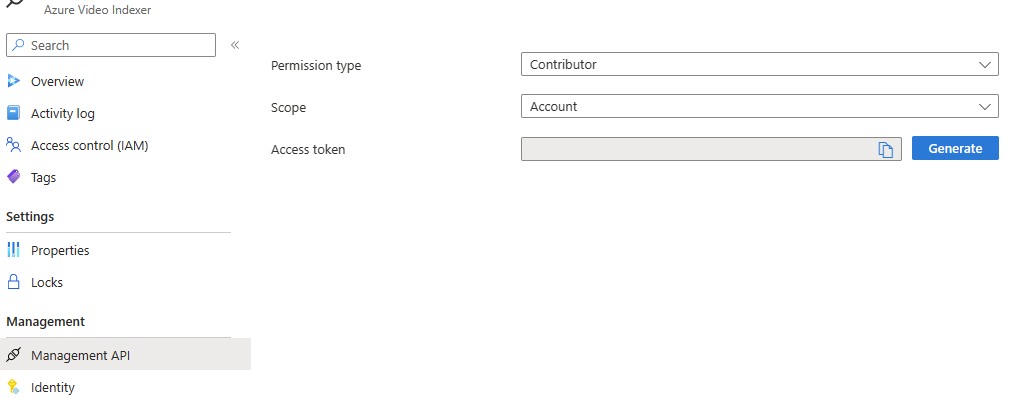 Azure Video Indexer
Search
Overview
Activity log
Access control (IAM)
Tags
Settings
Properties
Locks
Management
Management API
Identity
Permission type
Contributor
Scope
Account
Access token
Generate